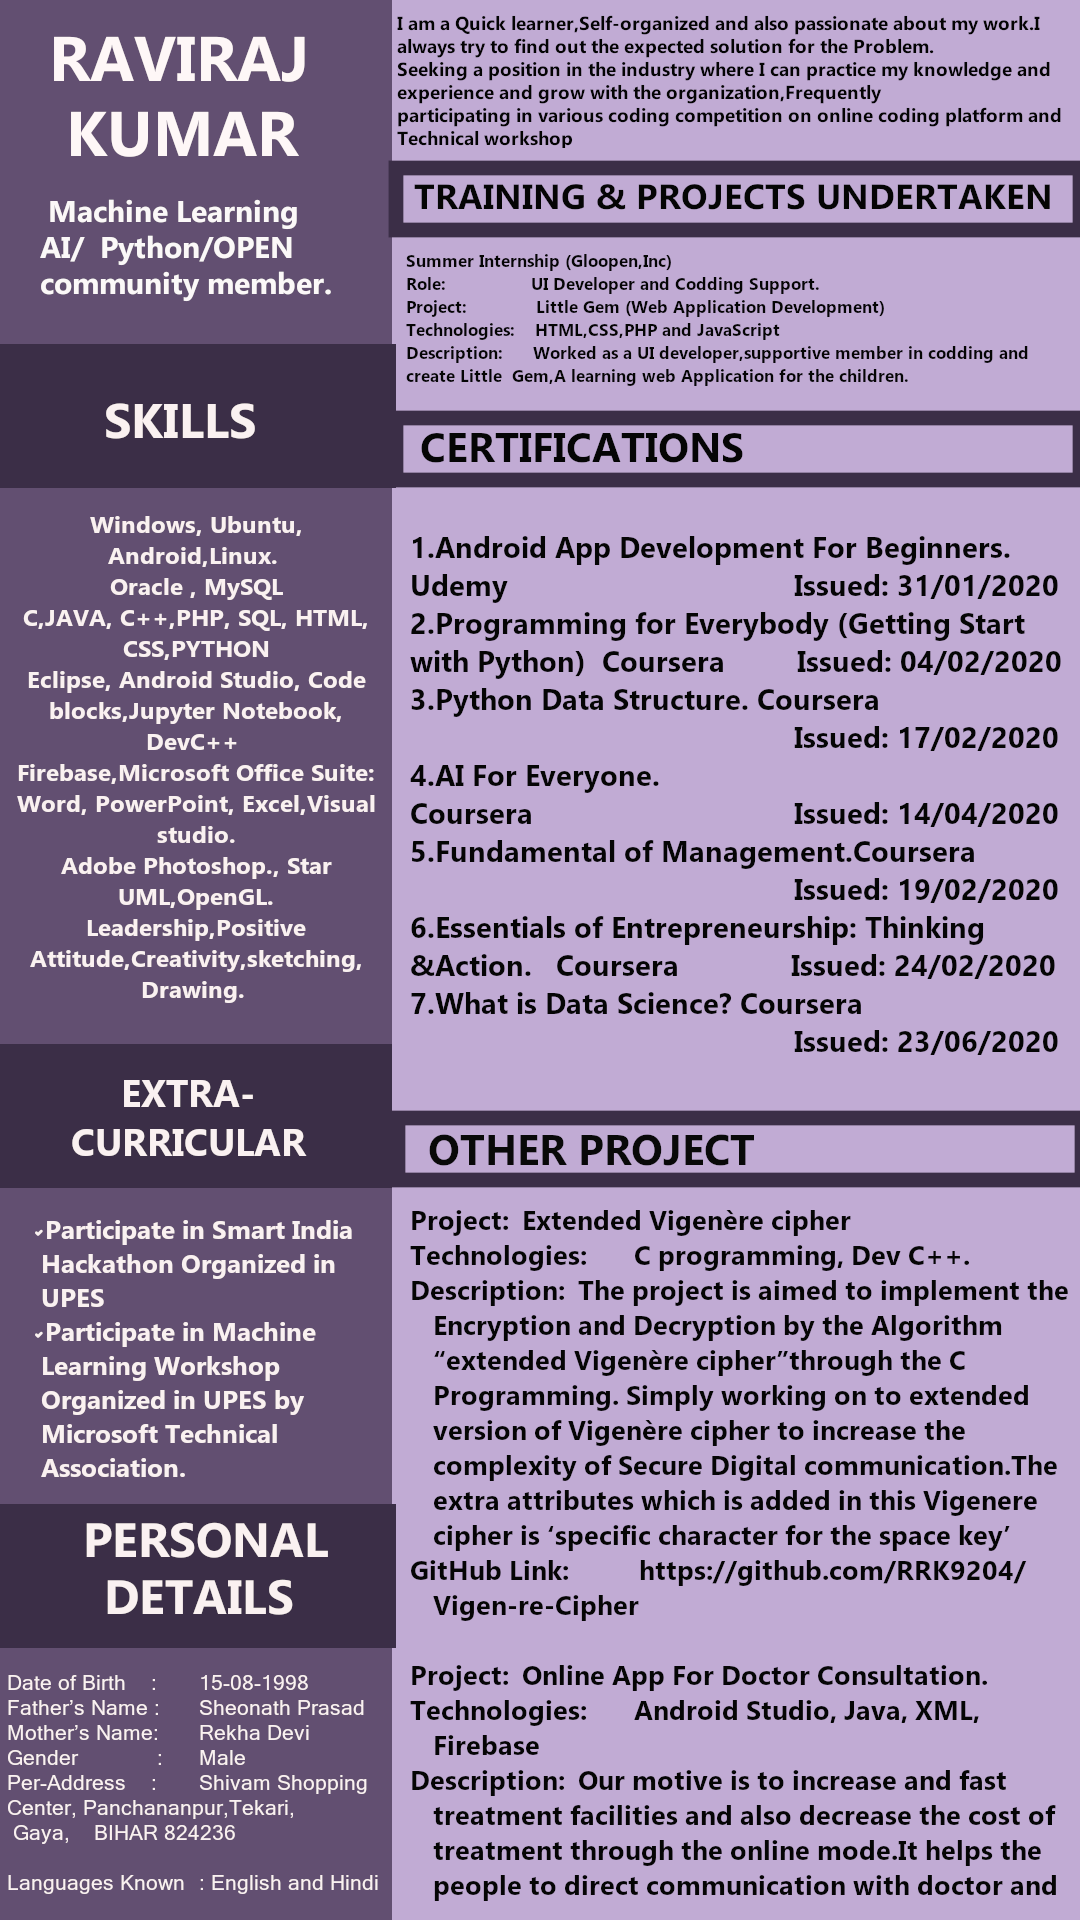 RAVIRAJ
KUMAR
Machine Learning
AI/ Python/OPEN
community member.
SKILLS
Windows, Ubuntu,
Android,Linux.
Oracle , MySQL
C,JAVA, C++,PHP, SQL, HTML,
CSS,PYTHON
Eclipse, Android Studio, Code
blocks,Jupyter Notebook,
DevC++
Firebase,Microsoft Office Suite:
Word, PowerPoint, Excel,Visual
studio.
Adobe Photoshop., Star
UML,OpenGL.
Leadership,Positive
Attitude,Creativity,sketching,
Drawing.
EXTRA-
CURRICULAR
✓Participate in Smart India
Hackathon Organized in
UPES
✓Participate in Machine
Learning Workshop
Organized in UPES by
Microsoft Technical
Association.
PERSONAL
DETAILS
Date of Birth : 15-08-1998
Father’s Name : Sheonath Prasad
Mother’s Name: Rekha Devi
Gender : Male
Per-Address : Shivam Shopping
Center, Panchananpur,Tekari,
Gaya, BIHAR 824236
Languages Known : English and Hindi
I am a Quick learner,Self-organized and also passionate about my work.I
always try to find out the expected solution for the Problem.
Seeking a position in the industry where I can practice my knowledge and
experience and grow with the organization,Frequently
participating in various coding competition on online coding platform and
Technical workshop
TRAINING & PROJECTS UNDERTAKEN
Summer Internship (Gloopen,Inc)
Role: UI Developer and Codding Support.
Project: Little Gem (Web Application Development)
Technologies: HTML,CSS,PHP and JavaScript
Description: Worked as a UI developer,supportive member in codding and
create Little Gem,A learning web Application for the children.
CERTIFICATIONS
1.Android App Development For Beginners.
Udemy Issued: 31/01/2020
2.Programming for Everybody (Getting Start
with Python) Coursera Issued: 04/02/2020
3.Python Data Structure. Coursera
Issued: 17/02/2020
4.AI For Everyone.
Coursera Issued: 14/04/2020
5.Fundamental of Management.Coursera
Issued: 19/02/2020
6.Essentials of Entrepreneurship: Thinking
&Action. Coursera Issued: 24/02/2020
7.What is Data Science? Coursera
Issued: 23/06/2020
OTHER PROJECT
Project: Extended Vigenère cipher
Technologies: C programming, Dev C++.
Description: The project is aimed to implement the
Encryption and Decryption by the Algorithm
“extended Vigenère cipher”through the C
Programming. Simply working on to extended
version of Vigenère cipher to increase the
complexity of Secure Digital communication.The
extra attributes which is added in this Vigenere
cipher is ‘specific character for the space key’
GitHub Link: https://github.com/RRK9204/
Vigen-re-Cipher
Project: Online App For Doctor Consultation.
Technologies: Android Studio, Java, XML,
Firebase
Description: Our motive is to increase and fast
treatment facilities and also decrease the cost of
treatment through the online mode.It helps the
people to direct communication with doctor and